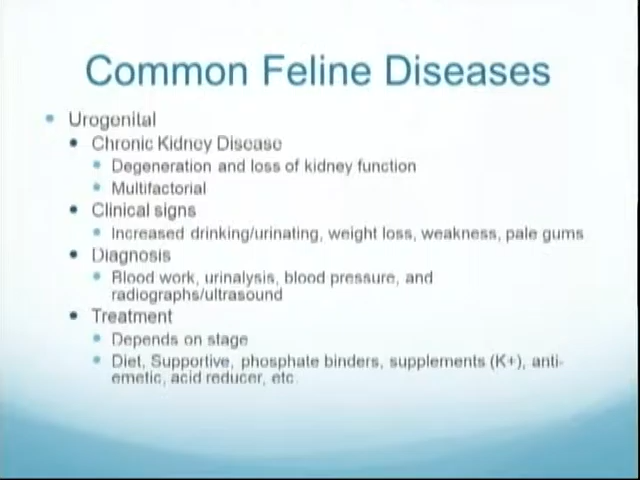 Common Feline Diseases
Urogenital
Chronic Kidney Disease
Degeneration and loss of kidney function
Multifactorial
Clinical signs
Increased drinking/urinating, weight loss, weakness, pale gums
Diagnosis
Blood work, urinalysis, blood pressure, and
radiographs/ultrasound
Treatment
Depends on stage
Diet, Supportive, phosphate binders, supplements (K+), anti-
emetic, acid reducer, etc.